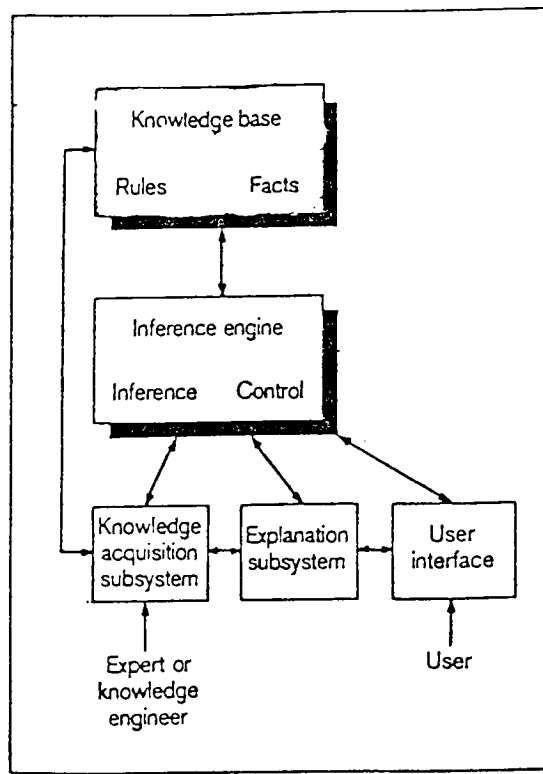 Knowledge base
Rules Facts
Inference engine
Inference Control
Knowledge
acquisition
subsystem
Explanation
subsystem
User
interface
Expert or
knowledge
engineer
User